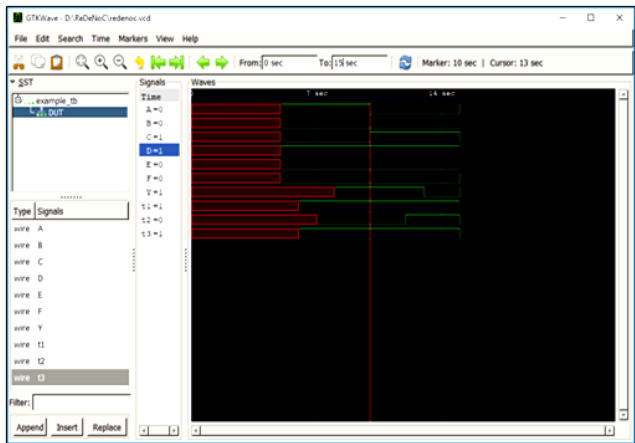 GTKWave - D:\RaDeNoC\redenoc.vcd
File Edit Search Time Markers View Help
From: 0 sec To: 15 sec Marker: 10 sec | Cursor: 13 sec
SST
example_tb
DUT
Type Signals
wire A
wire B
wire C
wire D
wire E
wire F
wire Y
wire t1
wire t2
wire t3
Filter:
Append Insert Replace
Signals
Time
A=0
B=0
C=1
D=1
E=0
F=0
Y=1
t1=1
t2=0
t3=1
Waves
7 sec 14 sec